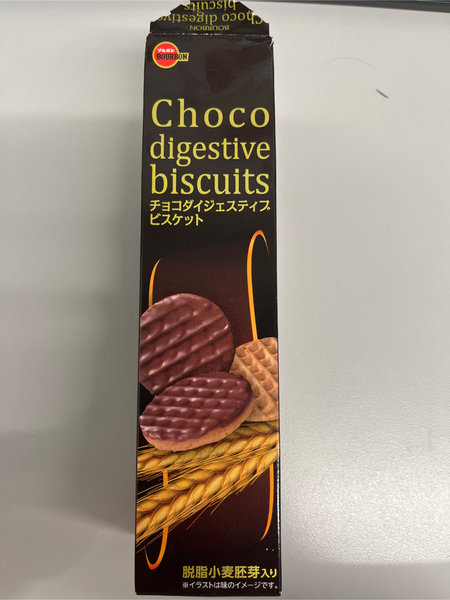 Choco digestive
biscuits
BOURBON
ブルボン
BOURBON
Choco
digestive
biscuits
チョコダイジェスティブ
ビスケット
脱脂小麦胚芽入り
※イラストは味のイメージです。